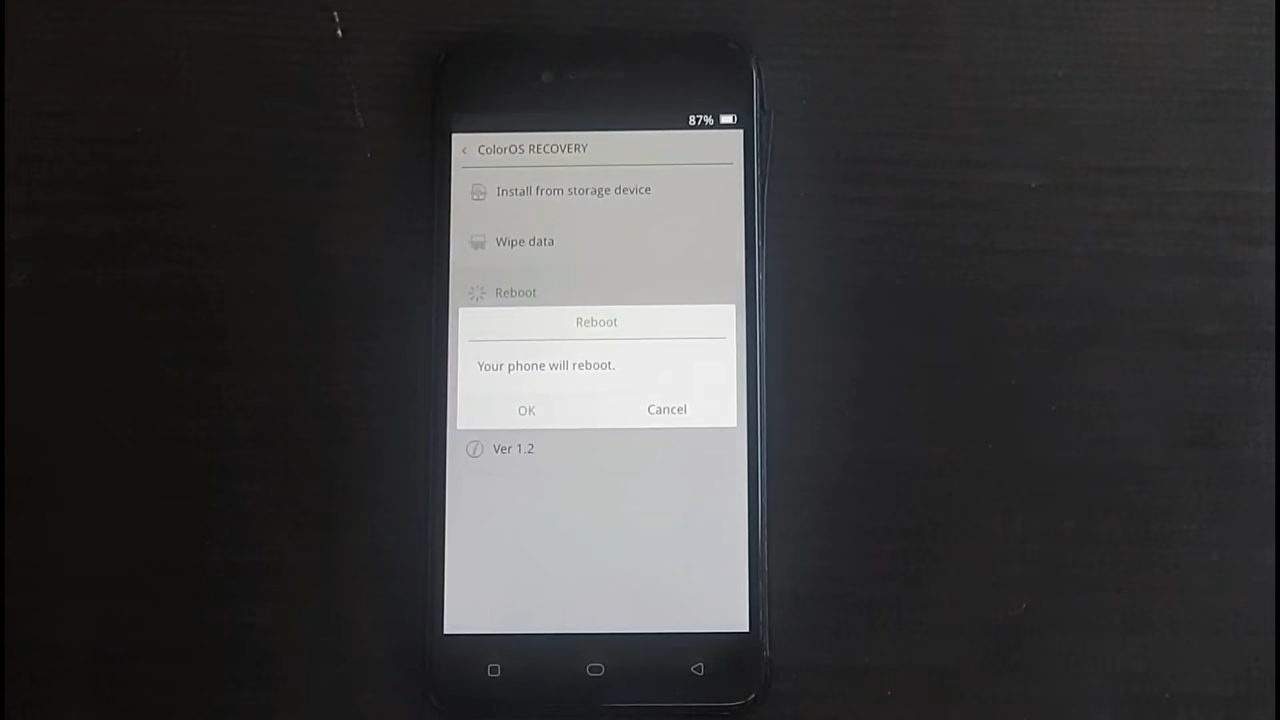 87%
ColorOS RECOVERY
Install from storage device
Wipe data
Reboot
Reboot
Your phone will reboot.
OK Cancel
Ver 1.2